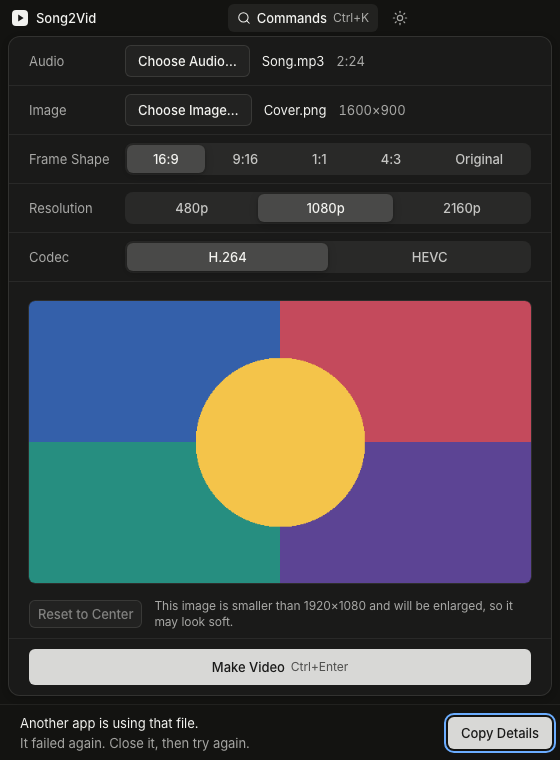 Song2Vid
Commands Ctrl+K
Audio
Choose Audio... Song.mp3 2:24
Image
Choose Image... Cover.png 1600×900
Frame Shape
16:9 9:16 1:1 4:3 Original
Resolution
480p 1080p 2160p
Codec
H.264 HEVC
Reset to Center
This image is smaller than 1920×1080 and will be enlarged, so it
may look soft.
Make Video Ctrl+Enter
Another app is using that file.
It failed again. Close it, then try again.
Copy Details